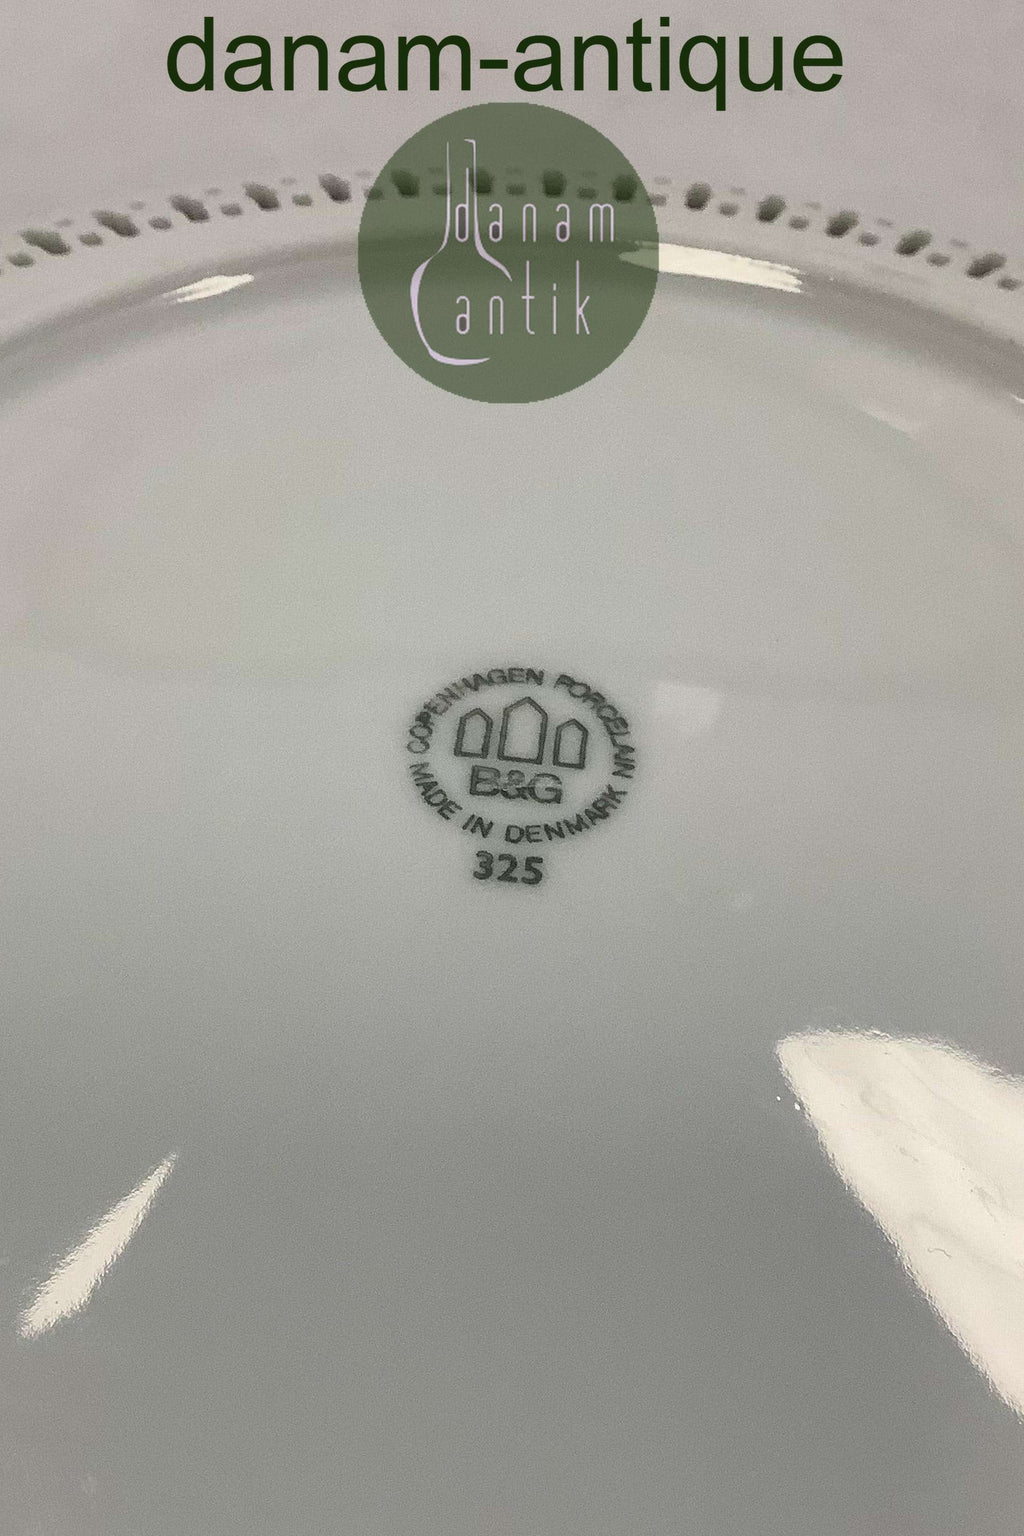 danam-antique
danam
antik
COPENHAGEN PORCELAIN
B&G
MADE IN DENMARK
325